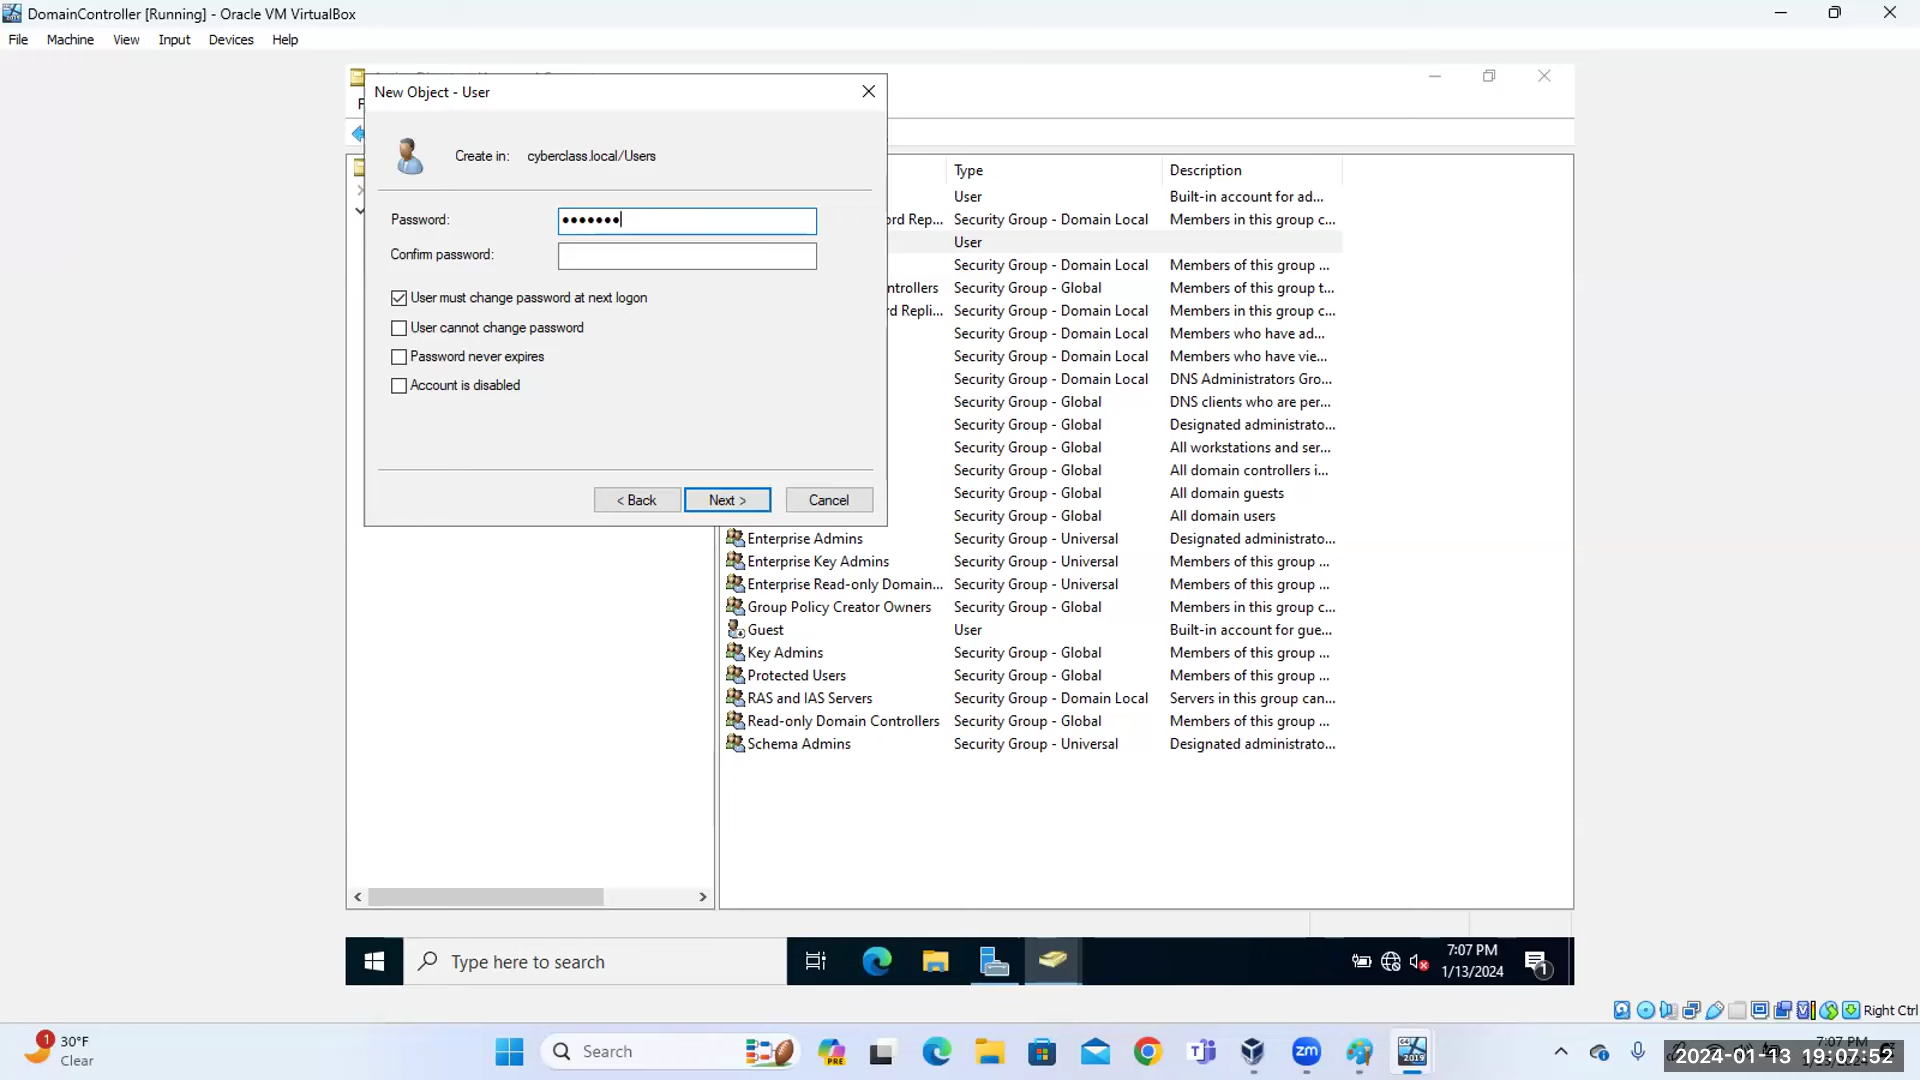 DomainController [Running] - Oracle VM VirtualBox
File Machine View Input Devices Help
New Object - User
Create in: cyberclass.local/Users
Password:
Confirm password:
User must change password at next logon
User cannot change password
Password never expires
Account is disabled
< Back
Next >
Cancel
Type Description
User Built-in account for ad...
ord Rep... Security Group - Domain Local Members in this group c...
User
Security Group - Domain Local Members of this group ...
ntrollers Security Group - Global Members of this group t...
rd Repli... Security Group - Domain Local Members in this group c...
Security Group - Domain Local Members who have ad...
Security Group - Domain Local Members who have vie...
Security Group - Domain Local DNS Administrators Gro...
Security Group - Global DNS clients who are per...
Security Group - Global Designated administrato...
Security Group - Global All workstations and ser...
Security Group - Global All domain controllers i...
Security Group - Global All domain guests
Security Group - Global All domain users
Enterprise Admins Security Group - Universal Designated administrato...
Enterprise Key Admins Security Group - Universal Members of this group ...
Enterprise Read-only Domain... Security Group - Universal Members of this group ...
Group Policy Creator Owners Security Group - Global Members in this group c...
Guest User Built-in account for gue...
Key Admins Security Group - Global Members of this group ...
Protected Users Security Group - Global Members of this group ...
RAS and IAS Servers Security Group - Domain Local Servers in this group can...
Read-only Domain Controllers Security Group - Global Members of this group ...
Schema Admins Security Group - Universal Designated administrato...
Type here to search
7:07 PM
1/13/2024
1
Right Ctrl
1
30°F
Clear
Search
PRE
zm
2019
7:07 PM
2024-01-13 19:07:52